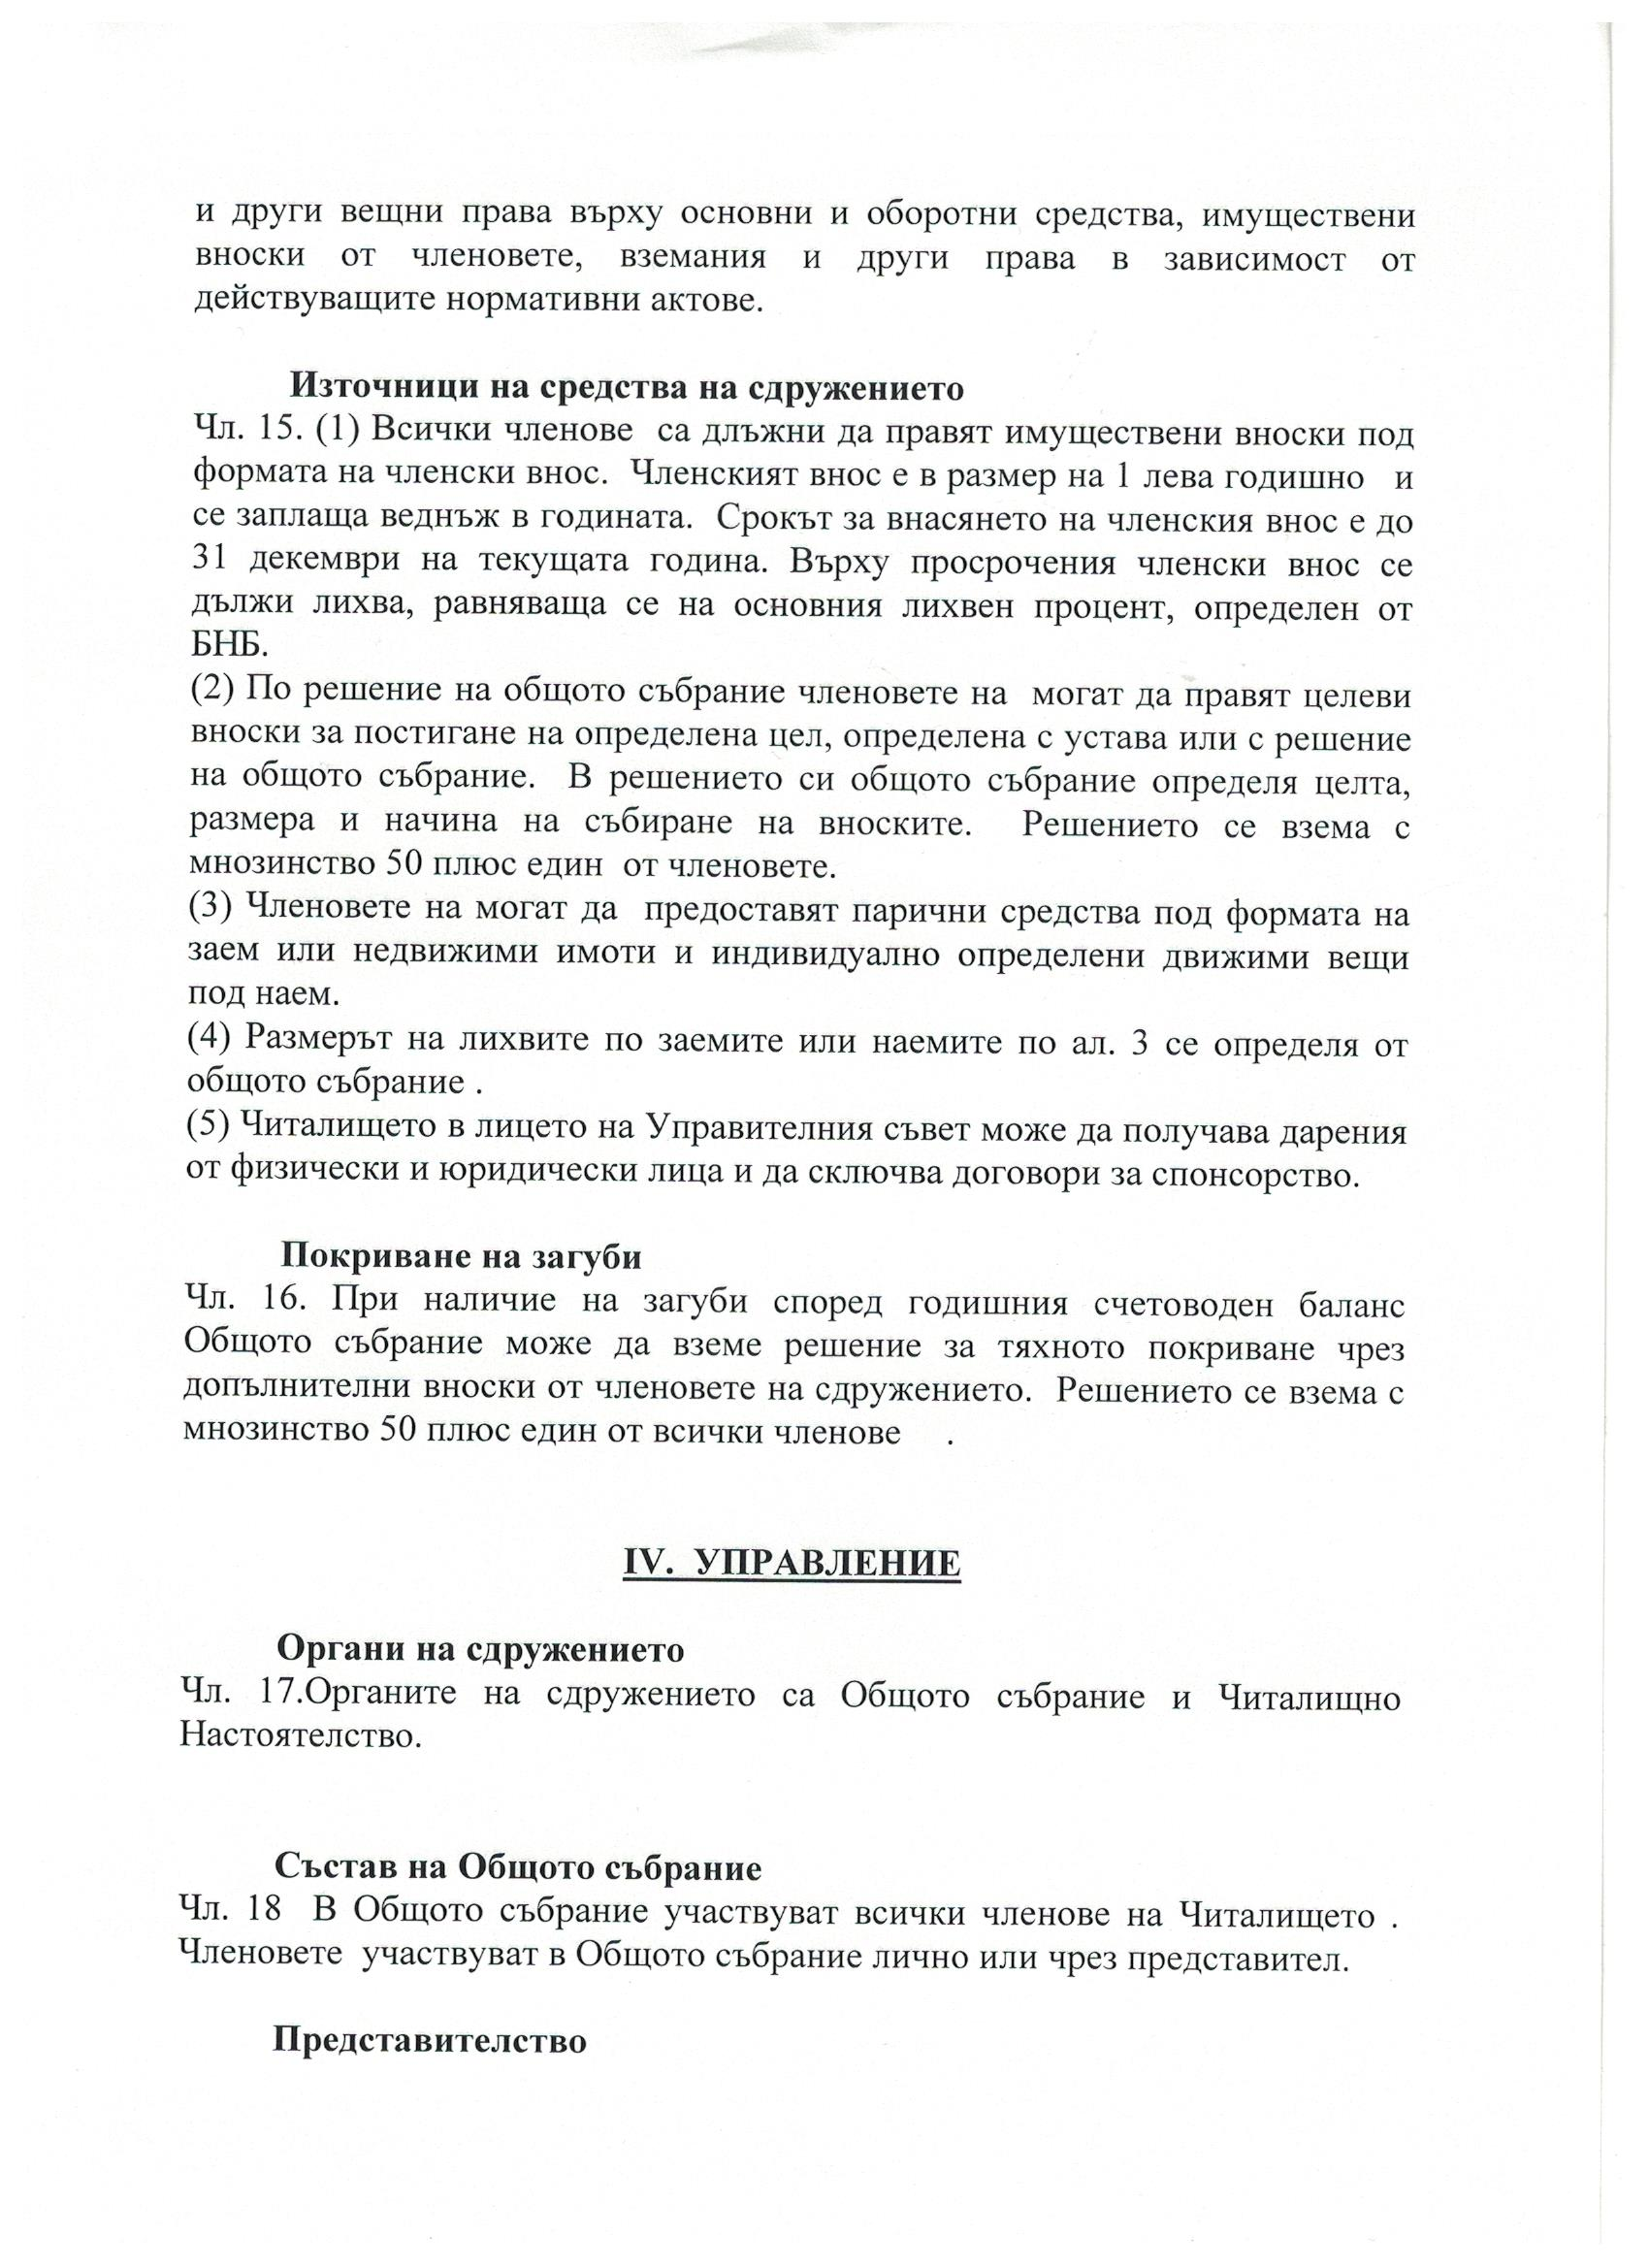 и други вещни права върху основни и оборотни средства, имуществени
вноски от членовете, вземания и други права в зависимост от
действуващите нормативни актове.
Източници на средства на сдружението
Чл. 15. (1) Всички членове са длъжни да правят имуществени вноски под
формата на членски внос. Членският внос е в размер на 1 лева годишно и
се заплаща веднъж в годината. Срокът за внасянето на членския внос е до
31 декември на текущата година. Върху просрочения членски внос се
дължи лихва, равняваща се на основния лихвен процент, определен от
БНБ.
(2) По решение на общото събрание членовете на могат да правят целеви
вноски за постигане на определена цел, определена с устава или с решение
на общото събрание. В решението си общото събрание определя целта,
размера и начина на събиране на вноските. Решението се взема с
мнозинство 50 плюс един от членовете.
(3) Членовете на могат да предоставят парични средства под формата на
заем или недвижими имоти и индивидуално определени движими вещи
под наем.
(4) Размерът на лихвите по заемите или наемите по ал. 3 се определя от
общото събрание .
(5) Читалището в лицето на Управителния съвет може да получава дарения
от физически и юридически лица и да сключва договори за спонсорство.
Покриване на загуби
Чл. 16. При наличие на загуби според годишния счетоводен баланс
Общото събрание може да вземе решение за тяхното покриване чрез
допълнителни вноски от членовете на сдружението. Решението се взема с
мнозинство 50 плюс един от всички членове .
IV. УПРАВЛЕНИЕ
Органи на сдружението
Чл. 17.Органите на сдружението са Общото събрание и Читалищно
Настоятелство.
Състав на Общото събрание
Чл. 18 В Общото събрание участвуват всички членове на Читалището .
Членовете участвуват в Общото събрание лично или чрез представител.
Представителство